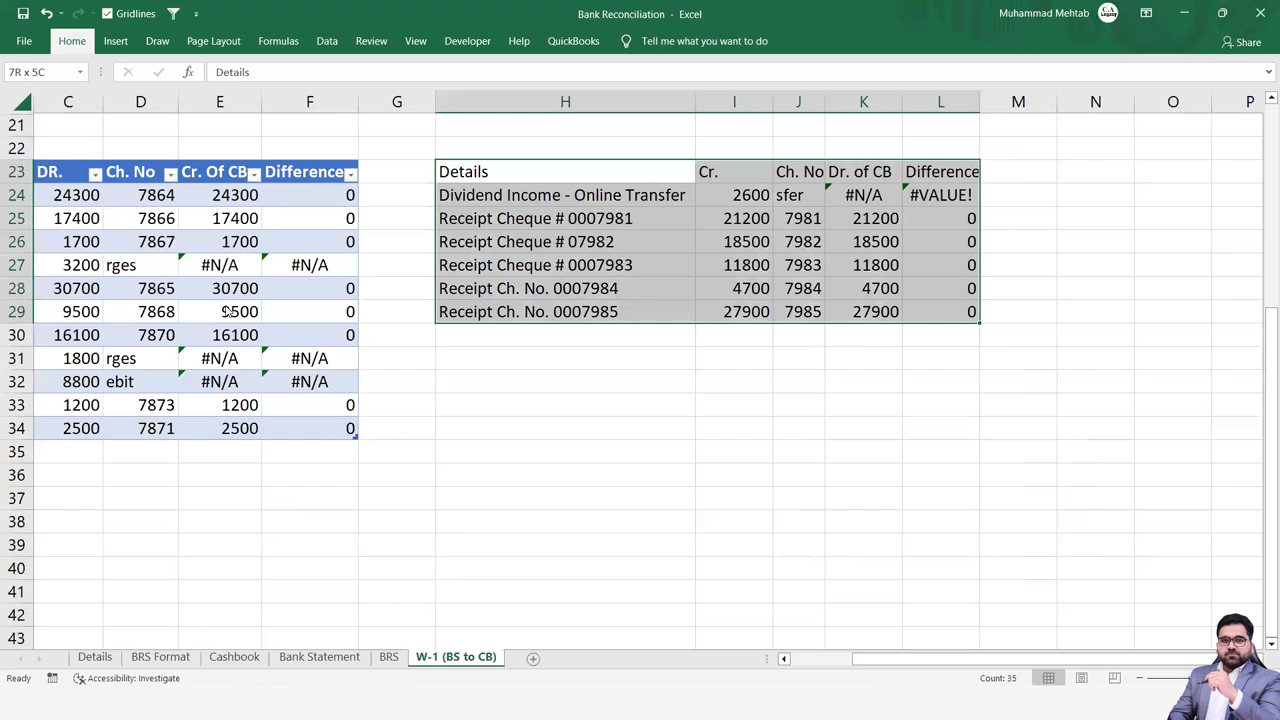 Gridlines
Bank Reconciliation - Excel
Muhammad Mehtab
File Home Insert Draw Page Layout Formulas Data Review View Developer Help QuickBooks Tell me what you want to do Share
7R x 5C fx Details
C D E F G H I J K L M N O P
21
22
23 DR. Ch. No Cr. Of CB Difference Details Cr. Ch. No Dr. of CB Difference
24 24300 7864 24300 0 Dividend Income - Online Transfer 2600 sfer #N/A #VALUE!
25 17400 7866 17400 0 Receipt Cheque # 0007981 21200 7981 21200 0
26 1700 7867 1700 0 Receipt Cheque # 07982 18500 7982 18500 0
27 3200 rges #N/A #N/A Receipt Cheque # 0007983 11800 7983 11800 0
28 30700 7865 30700 0 Receipt Ch. No. 0007984 4700 7984 4700 0
29 9500 7868 9500 0 Receipt Ch. No. 0007985 27900 7985 27900 0
30 16100 7870 16100 0
31 1800 rges #N/A #N/A
32 8800 ebit #N/A #N/A
33 1200 7873 1200 0
34 2500 7871 2500 0
35
36
37
38
39
40
41
42
43
Details BRS Format Cashbook Bank Statement BRS W-1 (BS to CB)
Ready Accessibility: Investigate Count: 35